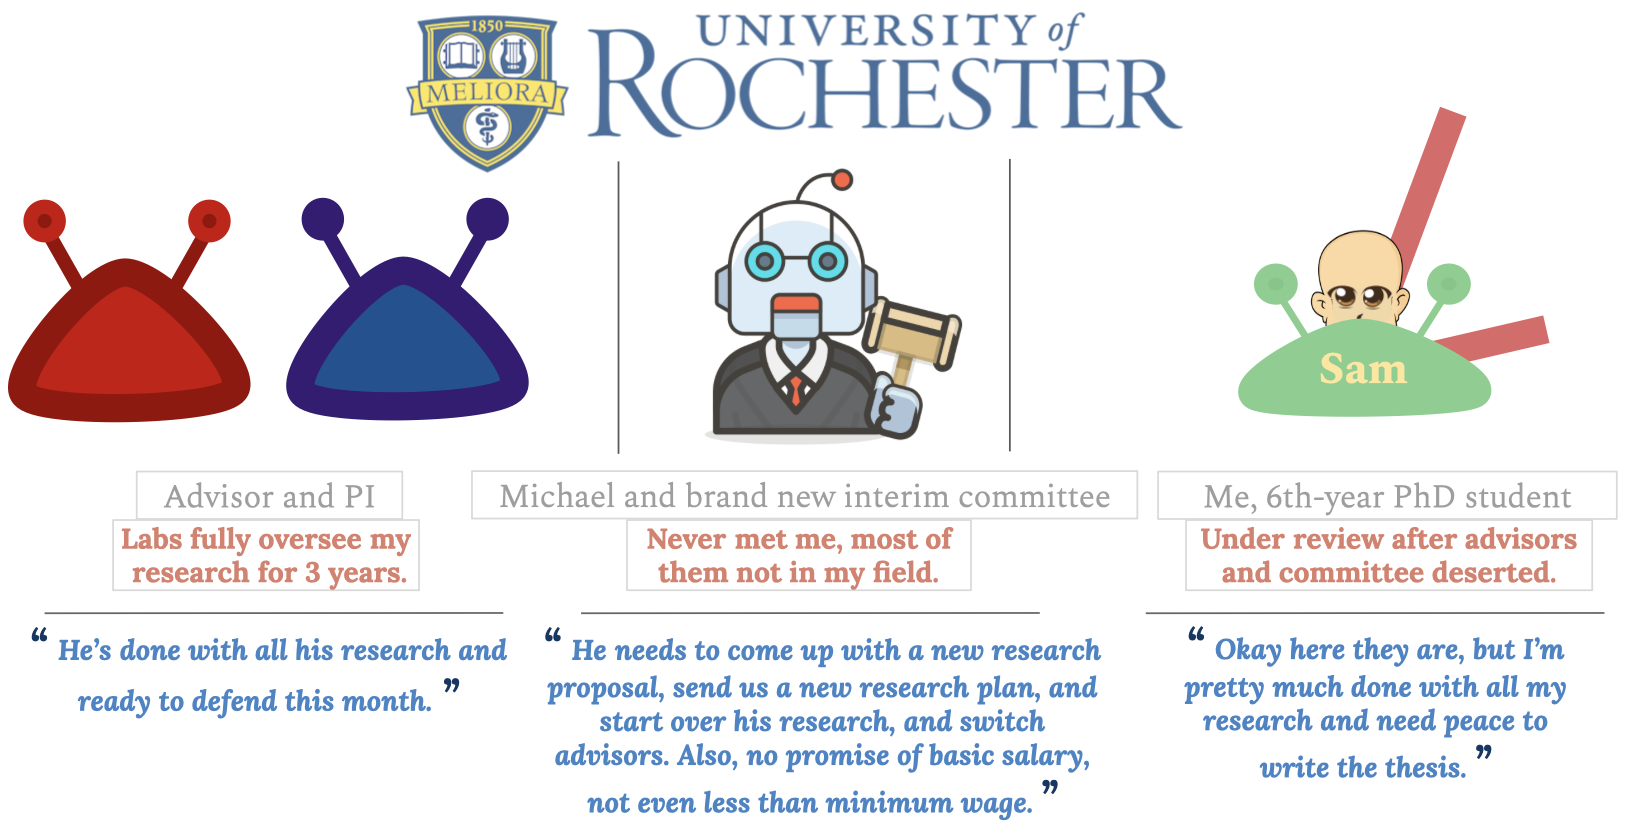 1850
MELIORA
UNIVERSITY of
ROCHESTER
Sam
Advisor and PI
Labs fully oversee my
research for 3 years.
“ He’s done with all his research and
ready to defend this month. ”
Michael and brand new interim committee
Never met me, most of
them not in my field.
“ He needs to come up with a new research
proposal, send us a new research plan, and
start over his research, and switch
advisors. Also, no promise of basic salary,
not even less than minimum wage. ”
Me, 6th-year PhD student
Under review after advisors
and committee deserted.
“ Okay here they are, but I’m
pretty much done with all my
research and need peace to
write the thesis. ”